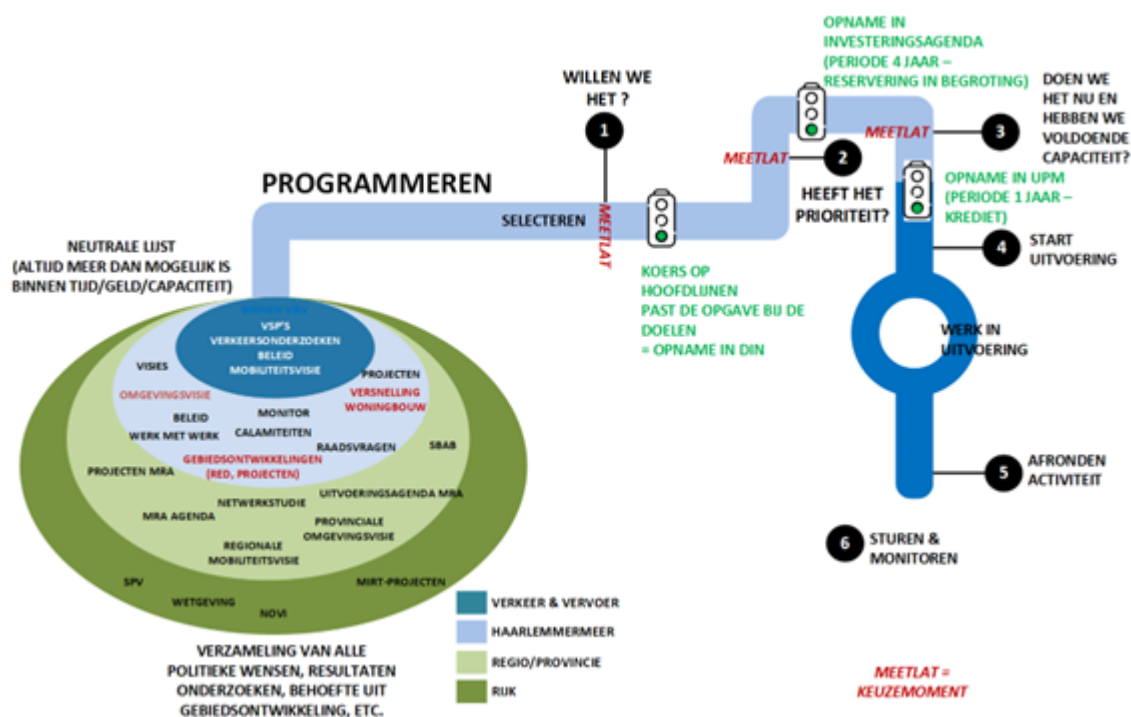 OPNAME IN
INVESTERINGSAGENDA
(PERIODE 4 JAAR –
RESERVERING IN BEGROTING)
WILLEN WE
HET ?
1
DOEN WE
HET NU EN
HEBBEN WE
VOLDOENDE
CAPACITEIT?
MEETLAT
3
MEETLAT
2
HEEFT HET
PRIORITEIT?
OPNAME IN UPM
(PERIODE 1 JAAR –
KREDIET)
PROGRAMMEREN
SELECTEREN
MEETLAT
4
START
UITVOERING
NEUTRALE LIJST
(ALTIJD MEER DAN MOGELIJK IS
BINNEN TIJD/GELD/CAPACITEIT)
KOERS OP
HOOFDLIJNEN
PAST DE OPGAVE BIJ DE
DOELEN
= OPNAME IN DIN
WERK IN
UITVOERING
VSP'S
VERKEERSONDERZOEKEN
BELEID
MOBILITEITSVISIE
VISIES
PROJECTEN
OMGEVINGSVISIE
VERSNELLING
WONINGBOUW
BELEID
MONITOR
WERK MET WERK
CALAMITEITEN
RAADSVRAGEN
SBAB
GEBIEDSONTWIKKELINGEN
(RED, PROJECTEN)
PROJECTEN MRA
UITVOERINGSAGENDA MRA
NETWERKSTUDIE
MRA AGENDA
PROVINCIALE
OMGEVINGSVISIE
REGIONALE
MOBILITEITSVISIE
SPV
MIRT-PROJECTEN
WETGEVING
NOVI
5
AFRONDEN
ACTIVITEIT
6
STUREN &
MONITOREN
VERKEER & VERVOER
HAARLEMMERMEER
REGIO/PROVINCIE
RIJK
VERZAMELING VAN ALLE
POLITIEKE WENSEN, RESULTATEN
ONDERZOEKEN, BEHOEFTE UIT
GEBIEDSONTWIKKELING, ETC.
MEETLAT =
KEUZEMOMENT